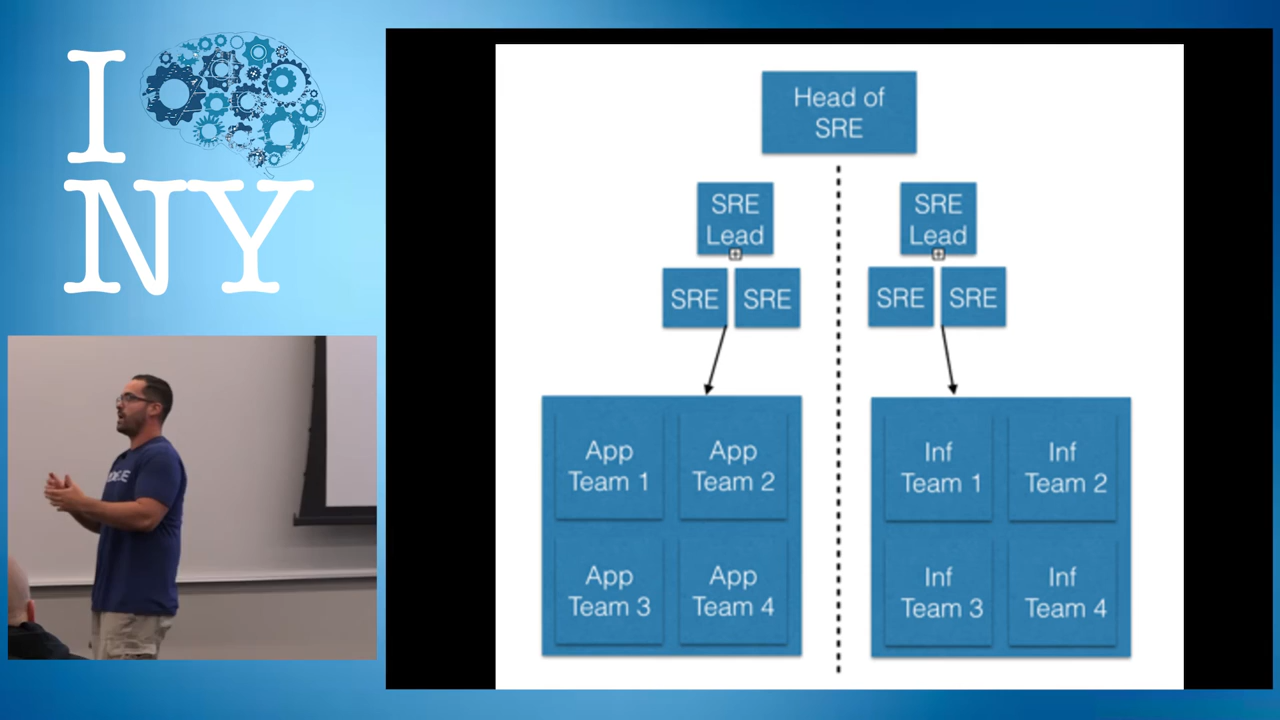 I
NY
Head of
SRE
SRE
Lead
SRE
Lead
SRE
SRE
SRE
SRE
App
Team 1
App
Team 2
App
Team 3
App
Team 4
Inf
Team 1
Inf
Team 2
Inf
Team 3
Inf
Team 4